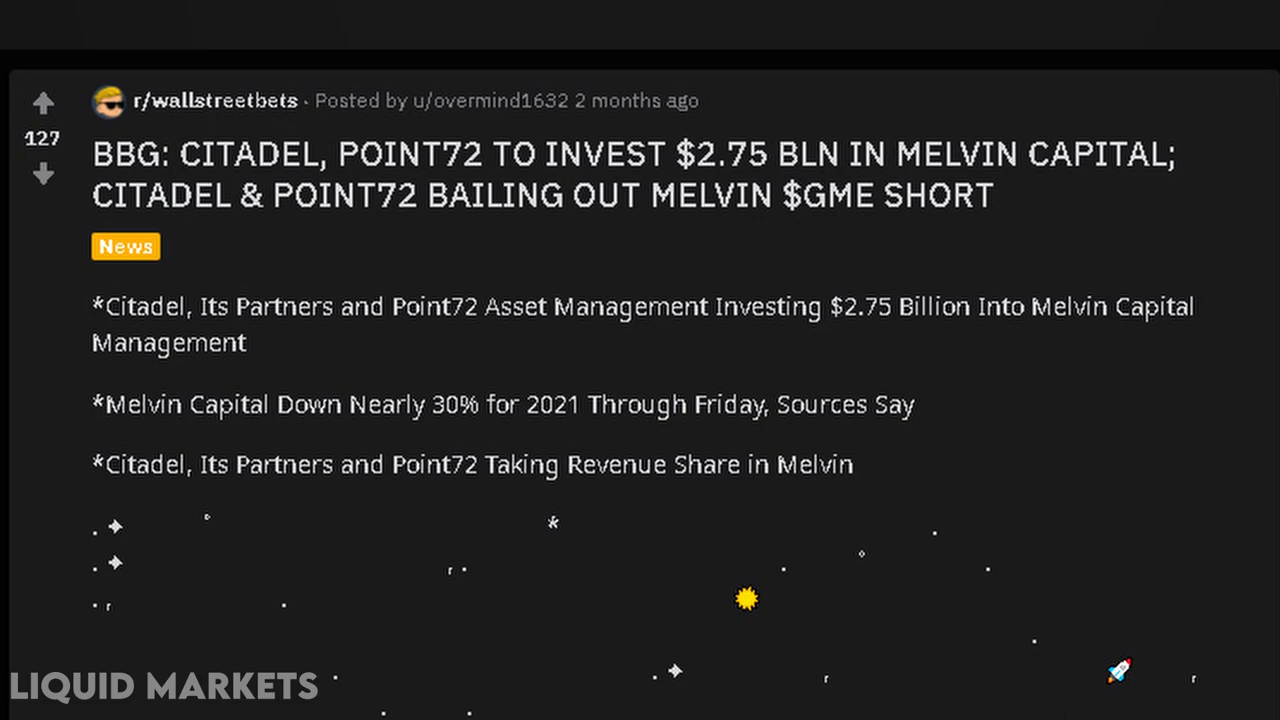 r/wallstreetbets · Posted by u/overmind1632 2 months ago
127
BBG: CITADEL, POINT72 TO INVEST $2.75 BLN IN MELVIN CAPITAL;
CITADEL & POINT72 BAILING OUT MELVIN $GME SHORT
News
*Citadel, Its Partners and Point72 Asset Management Investing $2.75 Billion Into Melvin Capital
Management
*Melvin Capital Down Nearly 30% for 2021 Through Friday, Sources Say
*Citadel, Its Partners and Point72 Taking Revenue Share in Melvin
LIQUID MARKETS